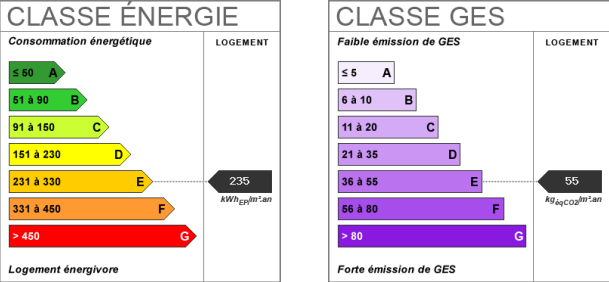 CLASSE ÉNERGIE
Consommation énergétique
LOGEMENT
≤ 50 A
51 à 90 B
91 à 150 C
151 à 230 D
231 à 330 E
235
kWhEP/m².an
331 à 450 F
> 450 G
Logement énergivore
CLASSE GES
Faible émission de GES
LOGEMENT
≤ 5 A
6 à 10 B
11 à 20 C
21 à 35 D
36 à 55 E
55
kgéqCO2/m².an
56 à 80 F
> 80 G
Forte émission de GES